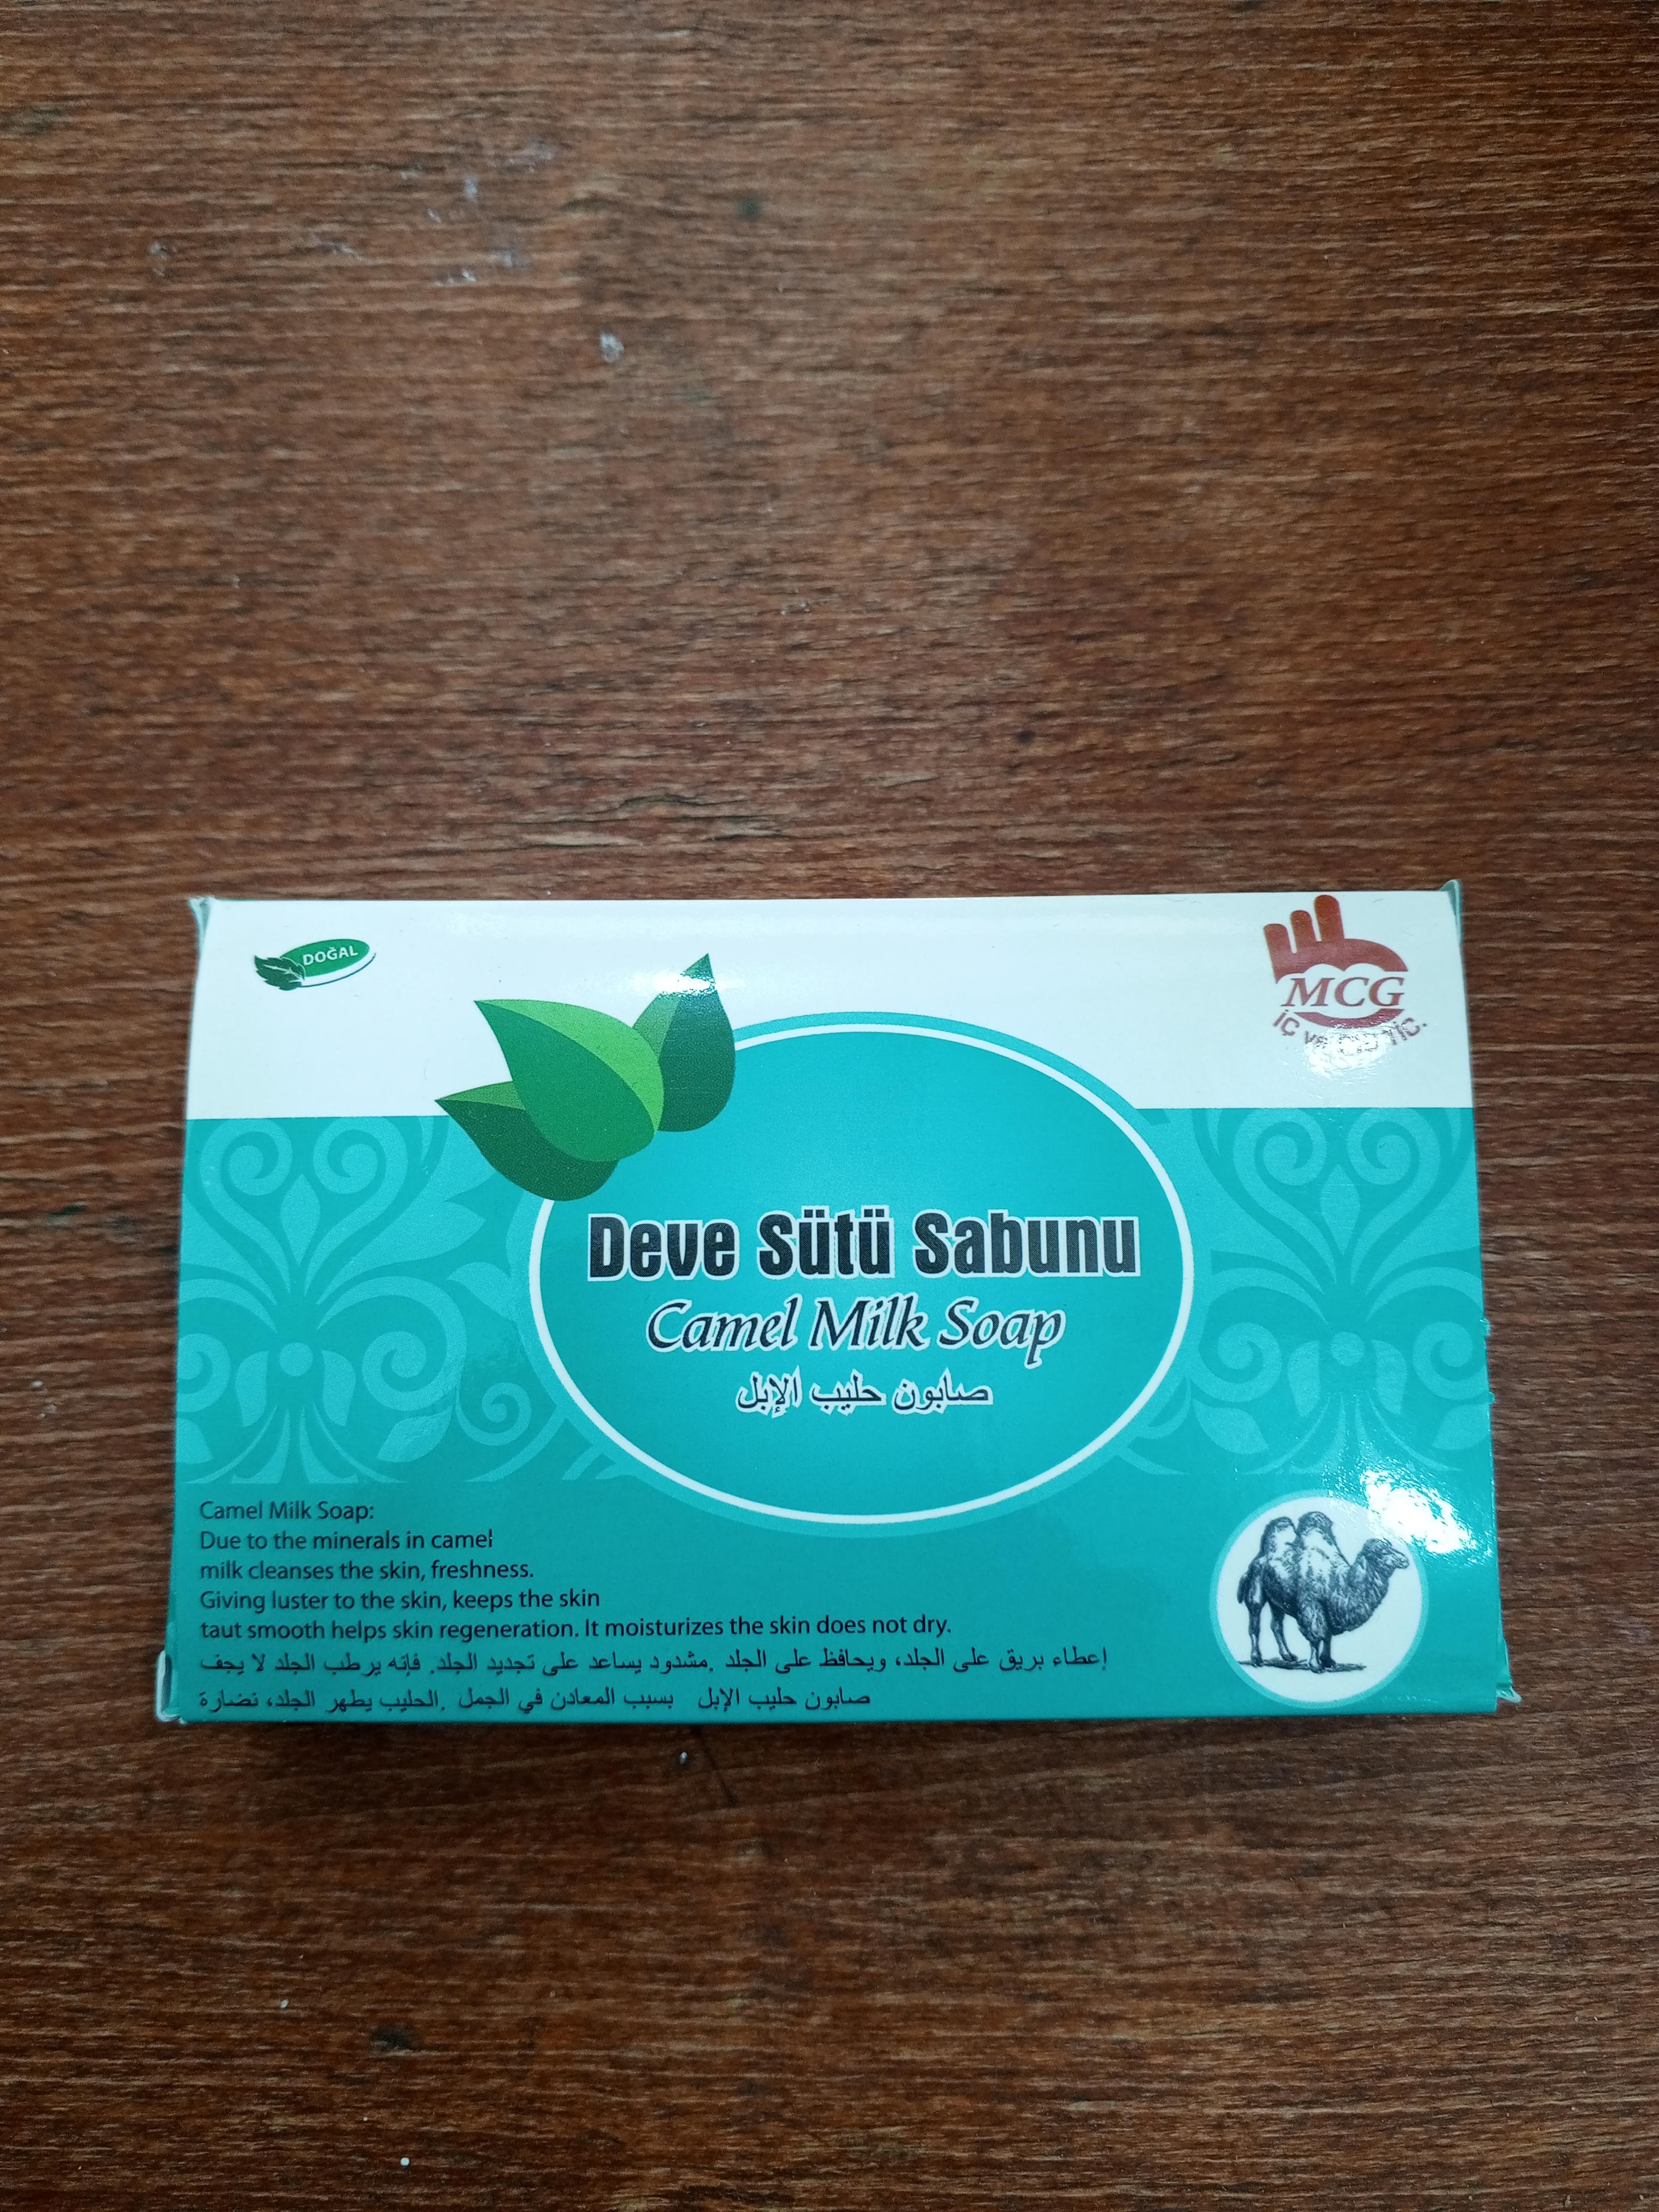 DOĞAL
MCG
İÇ ve DIŞ TİC.
Deve Sütü Sabunu
Camel Milk Soap
صابون حليب الإبل
Camel Milk Soap:
Due to the minerals in camel
milk cleanses the skin, freshness.
Giving luster to the skin, keeps the skin
taut smooth helps skin regeneration. It moisturizes the skin does not dry.
إعطاء بريق على الجلد، ويحافظ على الجلد .مشدود يساعد على تجديد الجلد. فإنه يرطب الجلد لا يجف
صابون حليب الإبل بسبب المعادن في الجمل .الحليب يطهر الجلد، نضارة